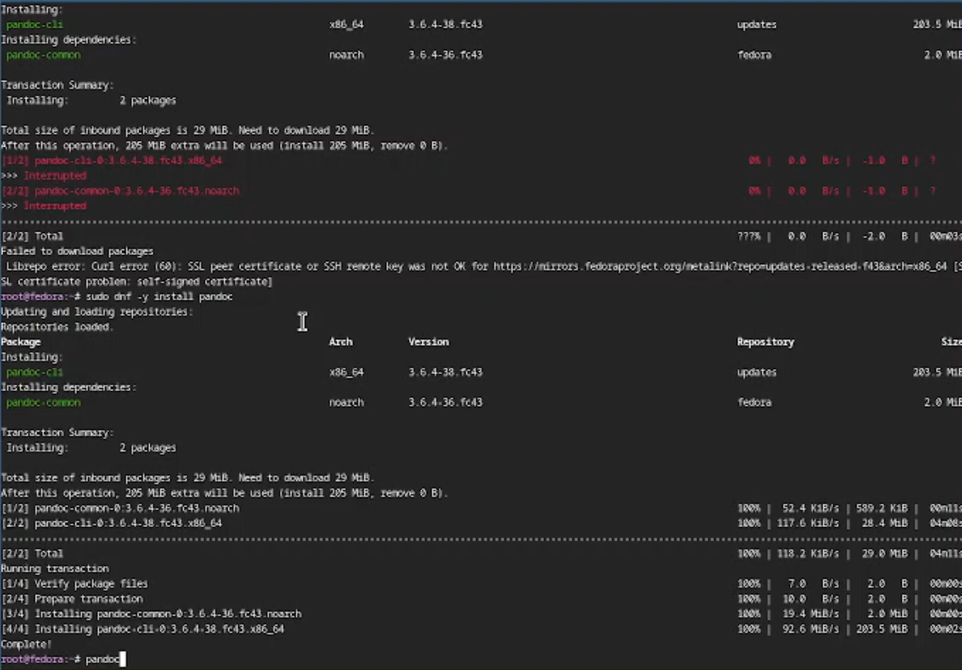 Installing:
pandoc-cli x86_64 3.6.4-38.fc43 updates 203.5 MiB
Installing dependencies:
pandoc-common noarch 3.6.4-36.fc43 fedora 2.0 MiB
Transaction Summary:
Installing: 2 packages
Total size of inbound packages is 29 MiB. Need to download 29 MiB.
After this operation, 205 MiB extra will be used (install 205 MiB, remove 0 B).
[1/2] pandoc-cli-0:3.6.4-38.fc43.x86_64 0% | 0.0 B/s | -1.0 B | ?
>>> Interrupted
[2/2] pandoc-common-0:3.6.4-36.fc43.noarch 0% | 0.0 B/s | -1.0 B | ?
>>> Interrupted
[2/2] Total ???% | 0.0 B/s | -2.0 B | 00m03s
Failed to download packages
Librepo error: Curl error (60): SSL peer certificate or SSH remote key was not OK for https://mirrors.fedoraproject.org/metalink?repo=updates-released-f43&arch=x86_64 [S
SL certificate problem: self-signed certificate]
root@fedora:~# sudo dnf -y install pandoc
Updating and loading repositories:
Repositories loaded.
Package Arch Version Repository Size
Installing:
pandoc-cli x86_64 3.6.4-38.fc43 updates 203.5 MiB
Installing dependencies:
pandoc-common noarch 3.6.4-36.fc43 fedora 2.0 MiB
Transaction Summary:
Installing: 2 packages
Total size of inbound packages is 29 MiB. Need to download 29 MiB.
After this operation, 205 MiB extra will be used (install 205 MiB, remove 0 B).
[1/2] pandoc-common-0:3.6.4-36.fc43.noarch 100% | 52.4 KiB/s | 589.2 KiB | 00m11s
[2/2] pandoc-cli-0:3.6.4-38.fc43.x86_64 100% | 117.6 KiB/s | 28.4 MiB | 04m08s
[2/2] Total 100% | 118.2 KiB/s | 29.0 MiB | 04m11s
Running transaction
[1/4] Verify package files 100% | 7.0 B/s | 2.0 B | 00m00s
[2/4] Prepare transaction 100% | 10.0 B/s | 2.0 B | 00m00s
[3/4] Installing pandoc-common-0:3.6.4-36.fc43.noarch 100% | 19.4 MiB/s | 2.0 MiB | 00m00s
[4/4] Installing pandoc-cli-0:3.6.4-38.fc43.x86_64 100% | 92.6 MiB/s | 203.5 MiB | 00m02s
Complete!
root@fedora:~# pandoc